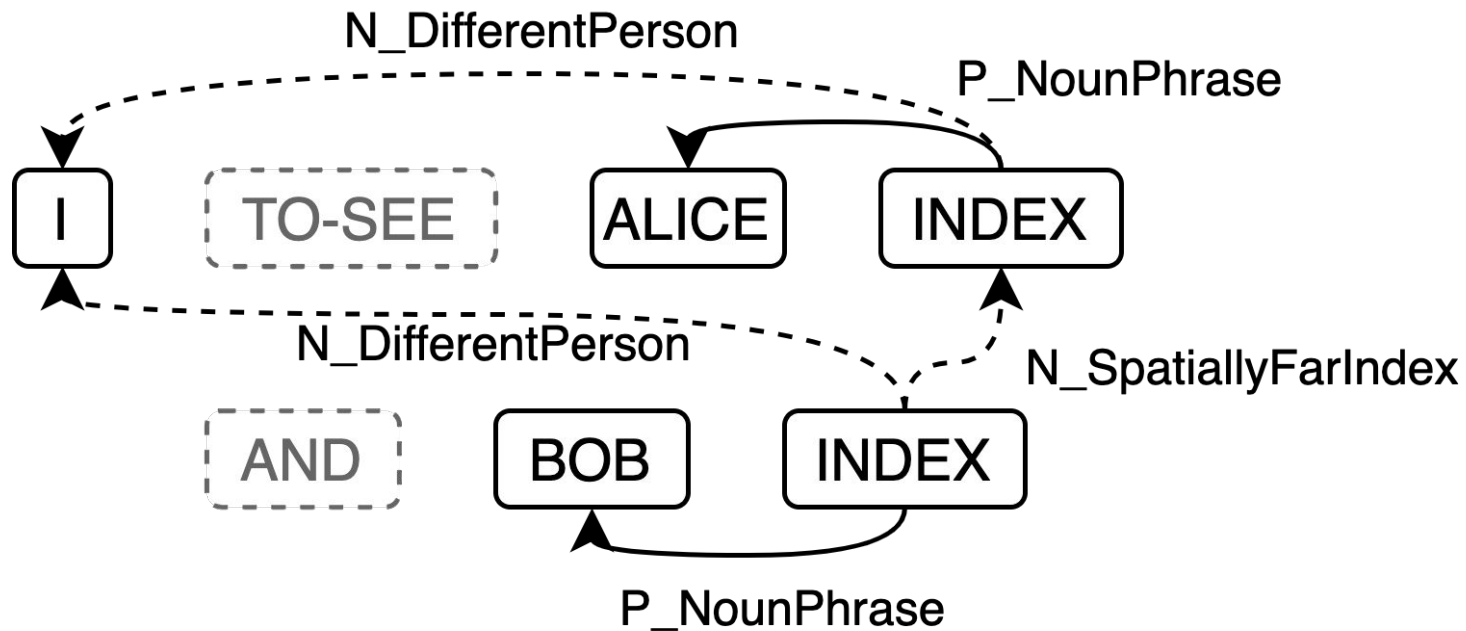 N_DifferentPerson
P_NounPhrase
I TO-SEE ALICE INDEX
N_DifferentPerson
N_SpatiallyFarIndex
AND BOB INDEX
P_NounPhrase